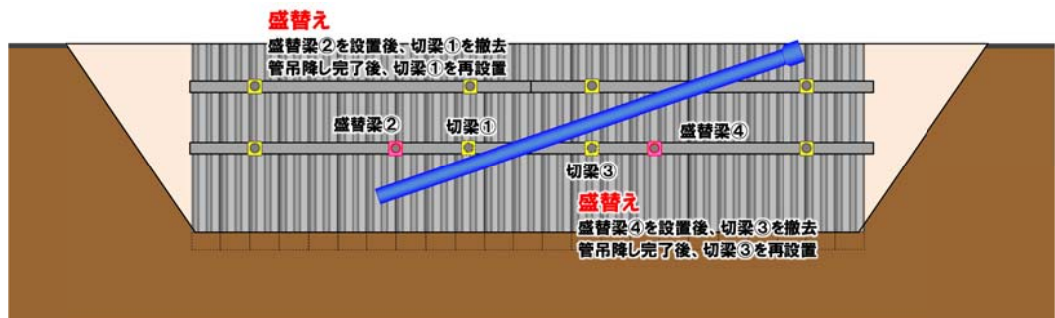 盛替え
盛替梁②を設置後、切梁①を撤去
管吊降し完了後、切梁①を再設置
盛替梁②
切梁①
盛替梁④
切梁③
盛替え
盛替梁④を設置後、切梁③を撤去
管吊降し完了後、切梁③を再設置